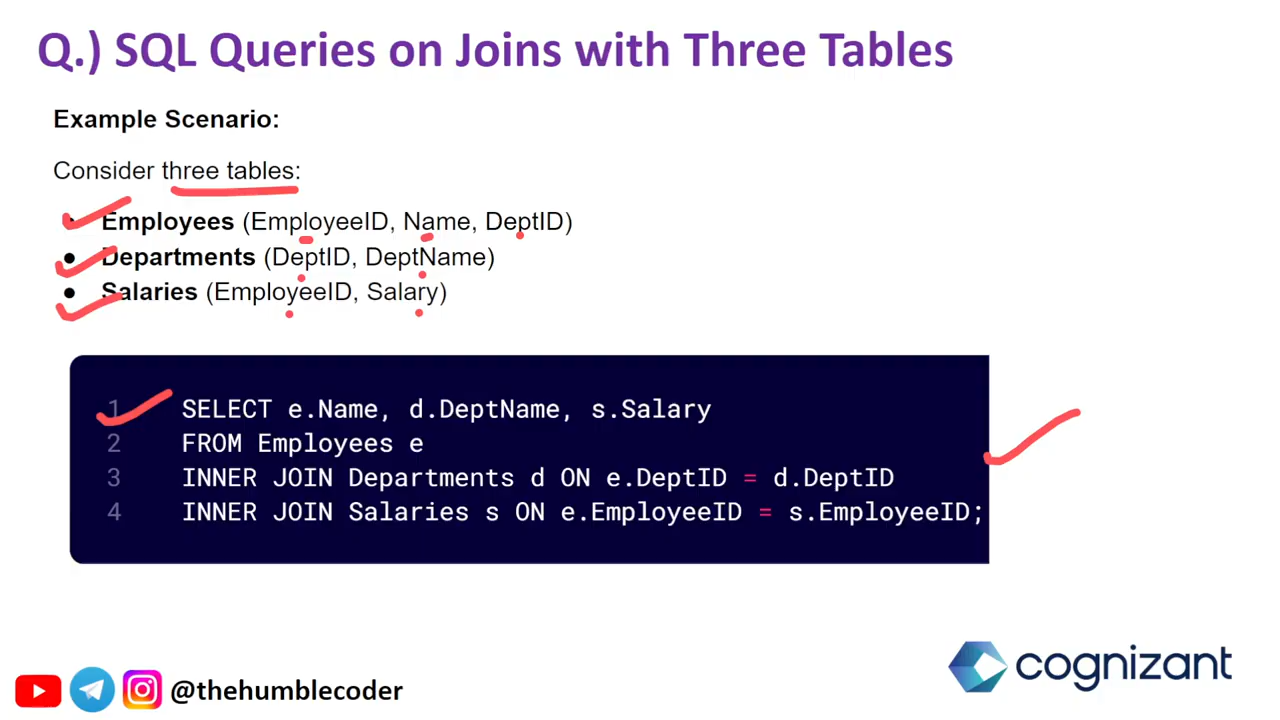 Q.) SQL Queries on Joins with Three Tables
Example Scenario:
Consider three tables:
● Employees (EmployeeID, Name, DeptID)
● Departments (DeptID, DeptName)
● Salaries (EmployeeID, Salary)
1 SELECT e.Name, d.DeptName, s.Salary
2 FROM Employees e
3 INNER JOIN Departments d ON e.DeptID = d.DeptID
4 INNER JOIN Salaries s ON e.EmployeeID = s.EmployeeID;
@thehumblecoder
cognizant